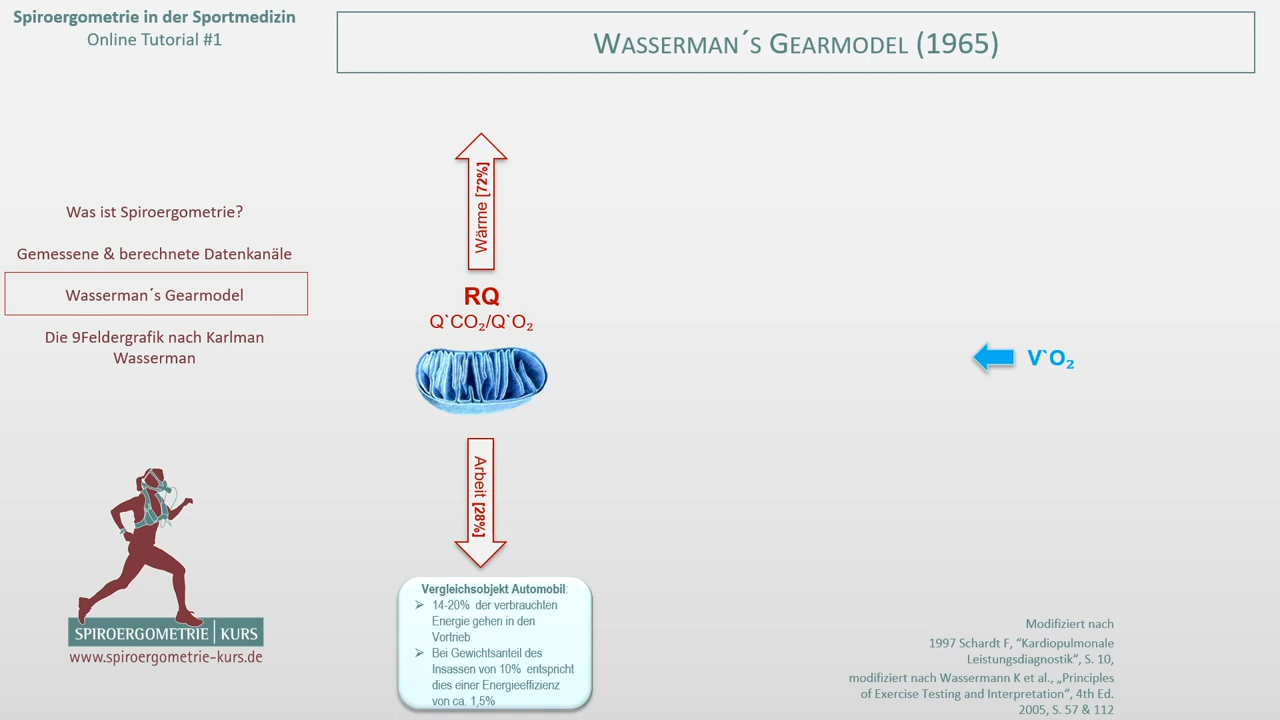 Spiroergometrie in der Sportmedizin
Online Tutorial #1
WASSERMAN´S GEARMODEL (1965)
Was ist Spiroergometrie?
Gemessene & berechnete Datenkanäle
Wasserman´s Gearmodel
Die 9Feldergrafik nach Karlman
Wasserman
SPIROERGOMETRIE | KURS
www.spiroergometrie-kurs.de
Wärme [72%]
RQ
Q`CO₂/Q`O₂
Arbeit [28%]
Vergleichsobjekt Automobil:
➢ 14-20% der verbrauchten
Energie gehen in den
Vortrieb
➢ Bei Gewichtsanteil des
Insassen von 10% entspricht
dies einer Energieeffizienz
von ca. 1,5%
V`O₂
Modifiziert nach
1997 Schardt F, “Kardiopulmonale
Leistungsdiagnostik“, S. 10,
modifiziert nach Wassermann K et al., „Principles
of Exercise Testing and Interpretation“, 4th Ed.
2005, S. 57 & 112